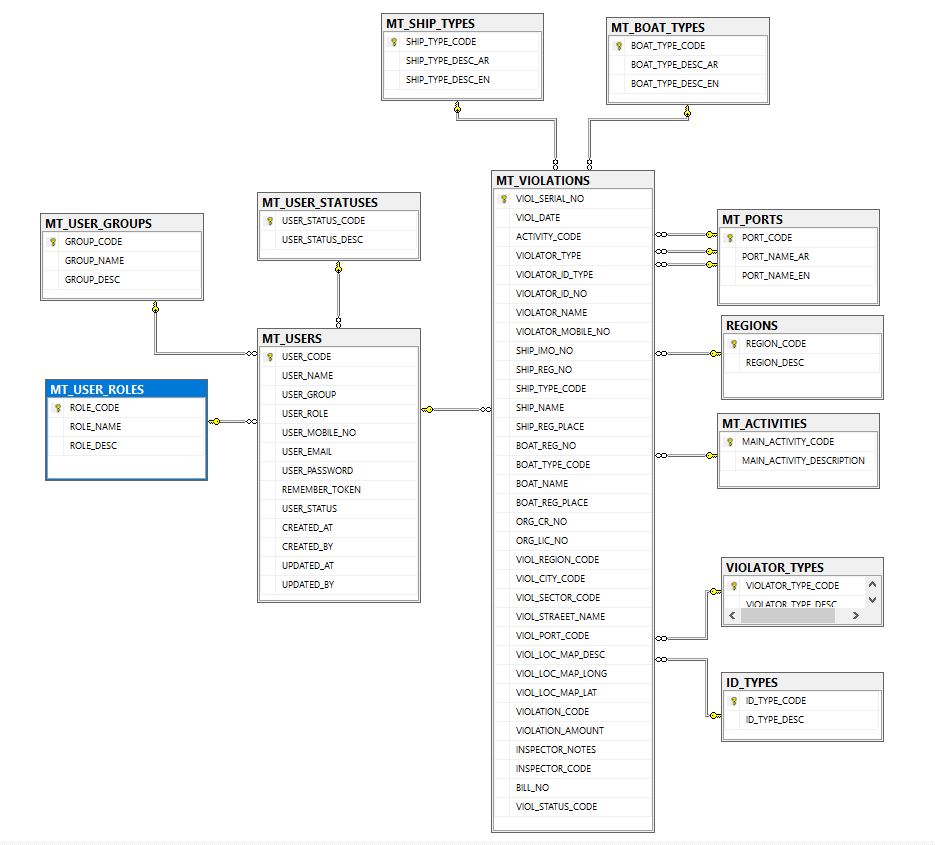 MT_SHIP_TYPES
SHIP_TYPE_CODE
SHIP_TYPE_DESC_AR
SHIP_TYPE_DESC_EN
MT_BOAT_TYPES
BOAT_TYPE_CODE
BOAT_TYPE_DESC_AR
BOAT_TYPE_DESC_EN
MT_USER_GROUPS
GROUP_CODE
GROUP_NAME
GROUP_DESC
MT_USER_STATUSES
USER_STATUS_CODE
USER_STATUS_DESC
MT_USER_ROLES
ROLE_CODE
ROLE_NAME
ROLE_DESC
MT_USERS
USER_CODE
USER_NAME
USER_GROUP
USER_ROLE
USER_MOBILE_NO
USER_EMAIL
USER_PASSWORD
REMEMBER_TOKEN
USER_STATUS
CREATED_AT
CREATED_BY
UPDATED_AT
UPDATED_BY
MT_VIOLATIONS
VIOL_SERIAL_NO
VIOL_DATE
ACTIVITY_CODE
VIOLATOR_TYPE
VIOLATOR_ID_TYPE
VIOLATOR_ID_NO
VIOLATOR_NAME
VIOLATOR_MOBILE_NO
SHIP_IMO_NO
SHIP_REG_NO
SHIP_TYPE_CODE
SHIP_NAME
SHIP_REG_PLACE
BOAT_REG_NO
BOAT_TYPE_CODE
BOAT_NAME
BOAT_REG_PLACE
ORG_CR_NO
ORG_LIC_NO
VIOL_REGION_CODE
VIOL_CITY_CODE
VIOL_SECTOR_CODE
VIOL_STRAEET_NAME
VIOL_PORT_CODE
VIOL_LOC_MAP_DESC
VIOL_LOC_MAP_LONG
VIOL_LOC_MAP_LAT
VIOLATION_CODE
VIOLATION_AMOUNT
INSPECTOR_NOTES
INSPECTOR_CODE
BILL_NO
VIOL_STATUS_CODE
MT_PORTS
PORT_CODE
PORT_NAME_AR
PORT_NAME_EN
REGIONS
REGION_CODE
REGION_DESC
MT_ACTIVITIES
MAIN_ACTIVITY_CODE
MAIN_ACTIVITY_DESCRIPTION
VIOLATOR_TYPES
VIOLATOR_TYPE_CODE
VIOLATOR_TYPE_DESC
ID_TYPES
ID_TYPE_CODE
ID_TYPE_DESC